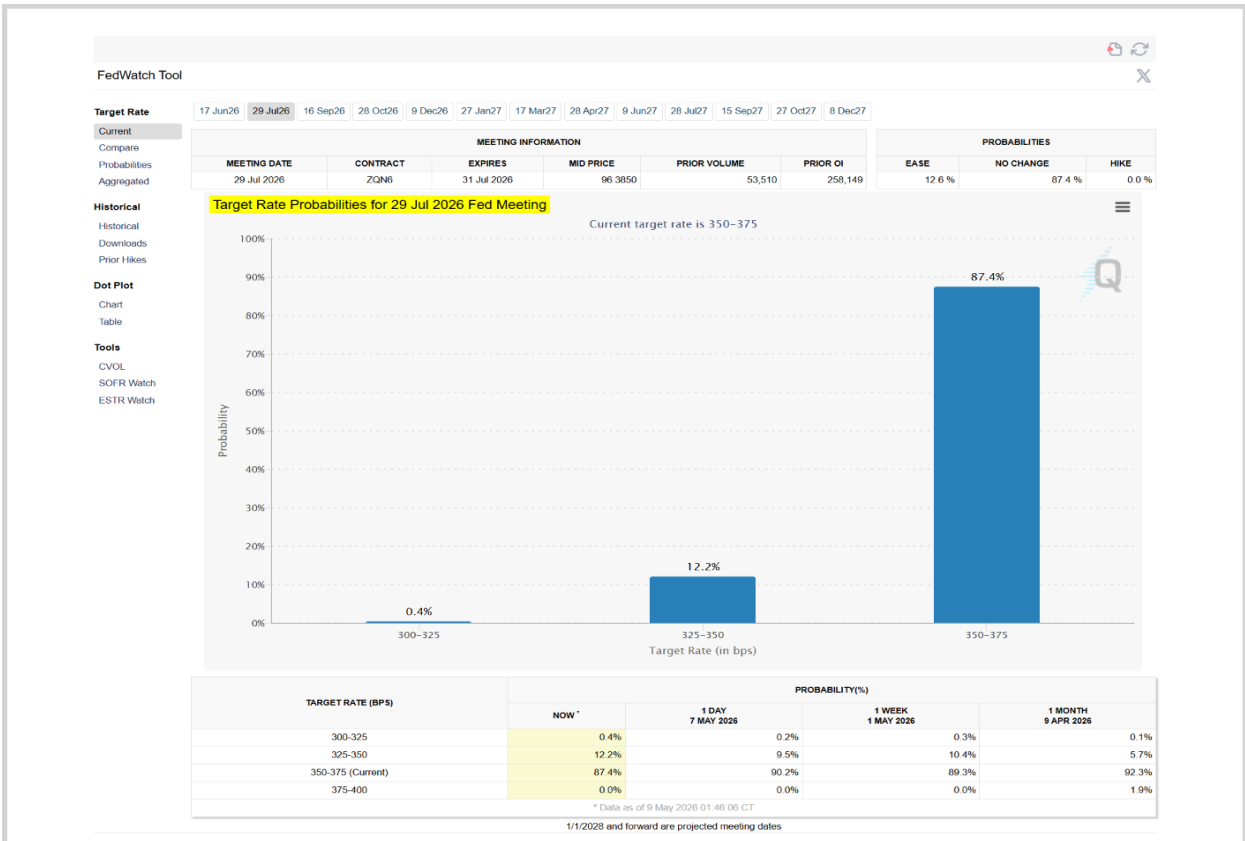 FedWatch Tool
Target Rate
Current
Compare
Probabilities
Aggregated
Historical
Historical
Downloads
Prior Hikes
Dot Plot
Chart
Table
Tools
CVOL
SOFR Watch
ESTR Watch
17 Jun26 29 Jul26 16 Sep26 28 Oct26 9 Dec26 27 Jan27 17 Mar27 28 Apr27 9 Jun27 28 Jul27 15 Sep27 27 Oct27 8 Dec27
MEETING INFORMATION PROBABILITIES
MEETING DATE CONTRACT EXPIRES MID PRICE PRIOR VOLUME PRIOR OI EASE NO CHANGE HIKE
29 Jul 2026 ZQN6 31 Jul 2026 96.3850 53,510 258,149 12.6 % 87.4 % 0.0 %
Target Rate Probabilities for 29 Jul 2026 Fed Meeting
Current target rate is 350-375
Q
Probability
100%
90%
80%
70%
60%
50%
40%
30%
20%
10%
0%
0.4%
12.2%
87.4%
300-325 325-350 350-375
Target Rate (in bps)
TARGET RATE (BPS) PROBABILITY(%)
NOW * 1 DAY 7 MAY 2026 1 WEEK 1 MAY 2026 1 MONTH 9 APR 2026
300-325 0.4% 0.2% 0.3% 0.1%
325-350 12.2% 9.5% 10.4% 5.7%
350-375 (Current) 87.4% 90.2% 89.3% 92.3%
375-400 0.0% 0.0% 0.0% 1.9%
* Data as of 9 May 2026 01:46:06 CT
1/1/2028 and forward are projected meeting dates